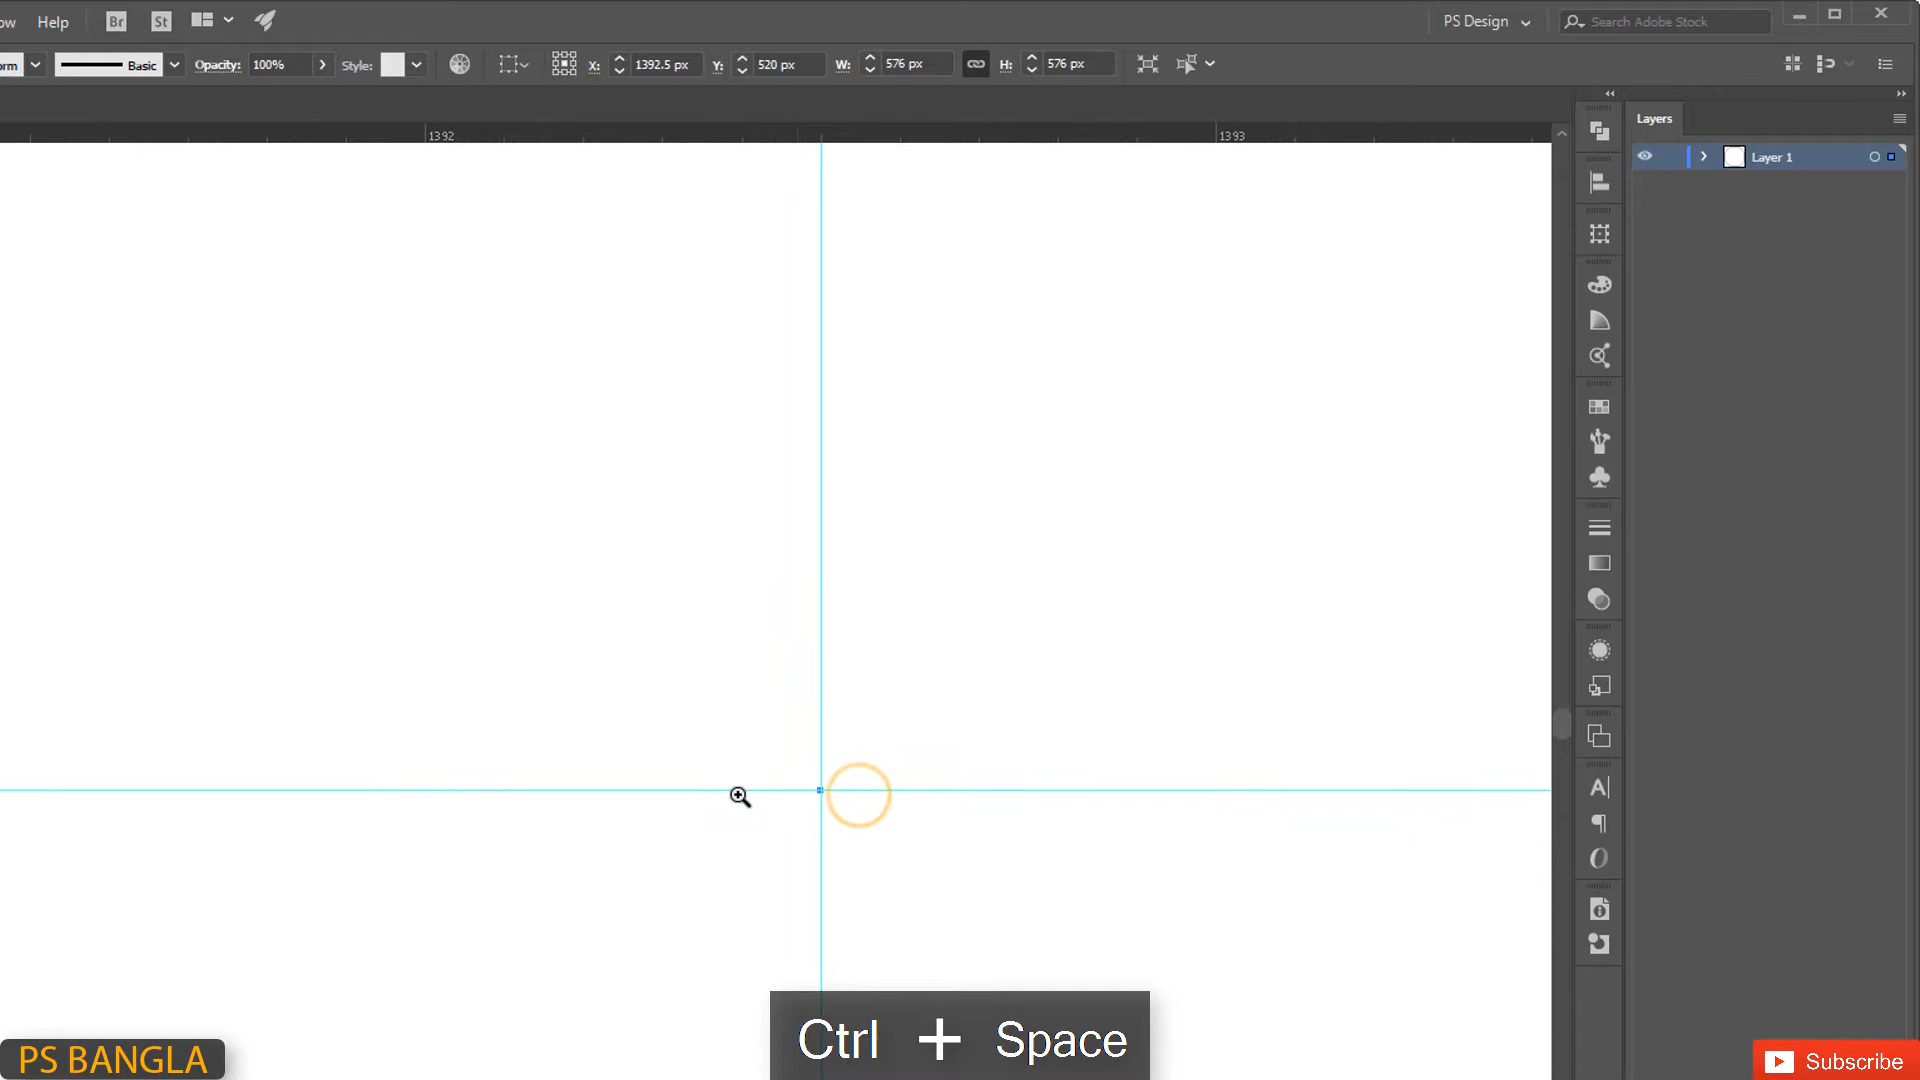 ow Help Br St PS Design Search Adobe Stock
orm Basic Opacity: 100% Style: X: 1392.5 px Y: 520 px W: 576 px H: 576 px
Layers
1392 1393
Layer 1
Ctrl + Space
PS BANGLA
Subscribe